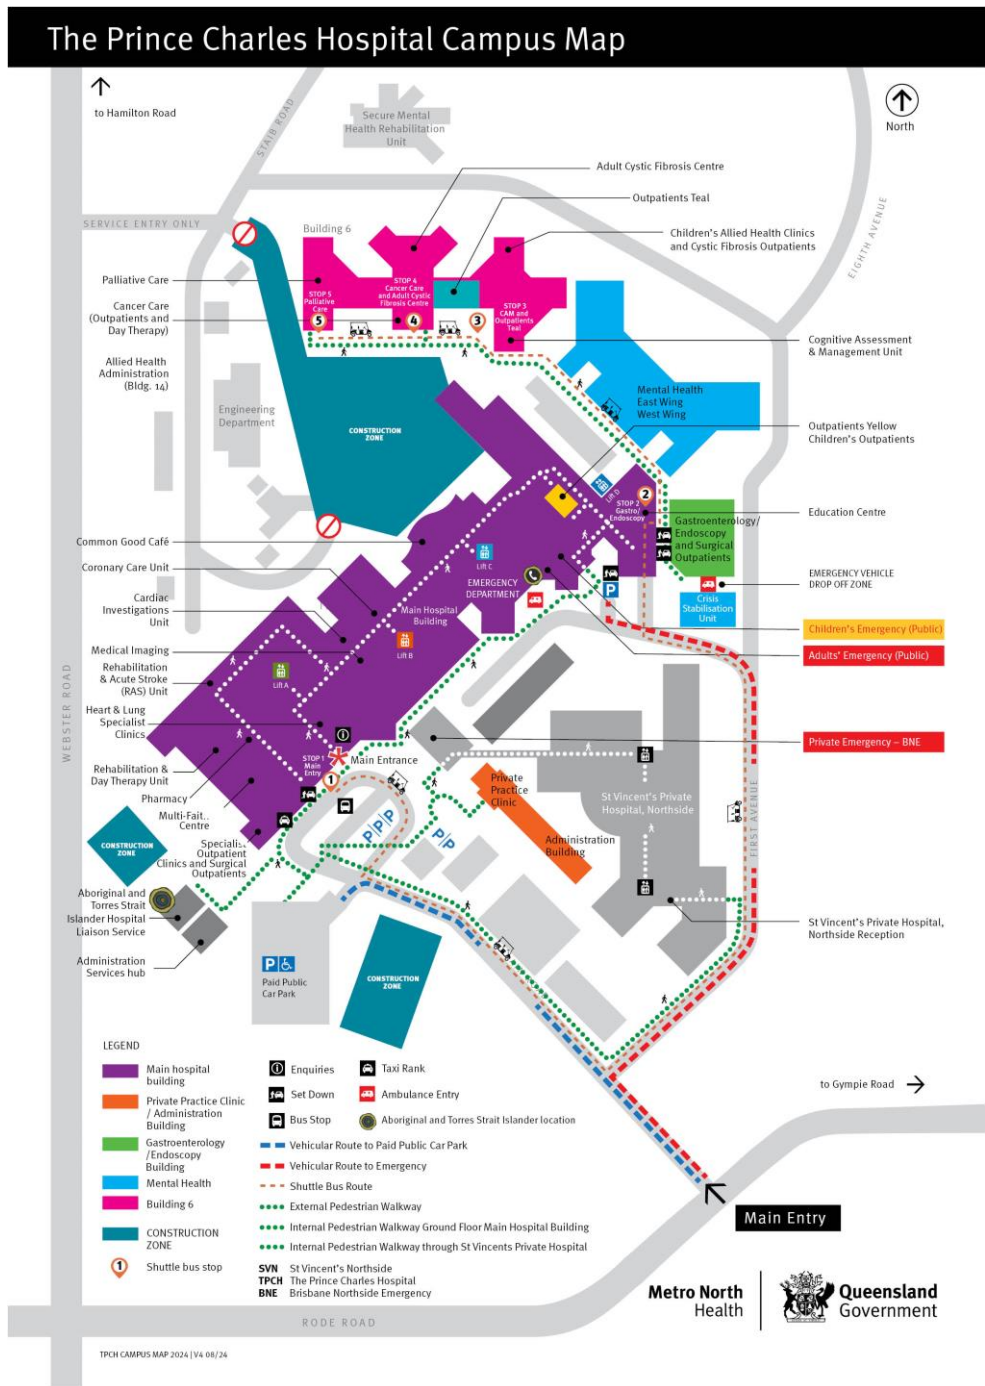 The Prince Charles Hospital Campus Map
to Hamilton Road
STAIB ROAD
Secure Mental
Health Rehabilitation
Unit
North
Adult Cystic Fibrosis Centre
Outpatients Teal
SERVICE ENTRY ONLY
Building 6
Children's Allied Health Clinics
and Cystic Fibrosis Outpatients
EIGHTH AVENUE
Palliative Care
STOP 5
Palliative
Care
STOP 4
Cancer Care
and Adult Cystic
Fibrosis Centre
STOP 3
CAM and
Outpatients
Teal
Cancer Care
(Outpatients and
Day Therapy)
5
4
3
Cognitive Assessment
& Management Unit
Allied Health
Administration
(Bldg. 14)
Engineering
Department
CONSTRUCTION
ZONE
Mental Health
East Wing
West Wing
Outpatients Yellow
Children's Outpatients
Lift D
2
STOP 2
Gastro/
Endoscopy
Education Centre
Gastroenterology/
Endoscopy
and Surgical
Outpatients
Common Good Café
Lift C
Coronary Care Unit
EMERGENCY
DEPARTMENT
P
EMERGENCY VEHICLE
DROP OFF ZONE
Crisis
Stabilisation
Unit
Cardiac
Investigations
Unit
Main Hospital
Building
Children's Emergency (Public)
Medical Imaging
Lift B
Adults' Emergency (Public)
Rehabilitation
& Acute Stroke
(RAS) Unit
Lift A
WEBSTER ROAD
Heart & Lung
Specialist
Clinics
STOP 1
Main
Entry
Main Entrance
Private Emergency – BNE
Rehabilitation &
Day Therapy Unit
1
Private
Practice
Clinic
St Vincent's Private
Hospital, Northside
Pharmacy
Multi-Fait..
Centre
P|P|P
P|P
FIRST AVENUE
Administration
Building
Specialis.
Outpatient
Clinics and Surgical
Outpatients
CONSTRUCTION
ZONE
Aboriginal and
Torres Strait
Islander Hospital
Liaison Service
St Vincent's Private Hospital,
Northside Reception
Administration
Services hub
P
Paid Public
Car Park
CONSTRUCTION
ZONE
LEGEND
Main hospital
building
Private Practice Clinic
/ Administration
Building
Gastroenterology
/Endoscopy
Building
Mental Health
Building 6
CONSTRUCTION
ZONE
1
Shuttle bus stop
Enquiries
Taxi Rank
Set Down
Ambulance Entry
Bus Stop
Aboriginal and Torres Strait Islander location
Vehicular Route to Paid Public Car Park
Vehicular Route to Emergency
Shuttle Bus Route
External Pedestrian Walkway
Internal Pedestrian Walkway Ground Floor Main Hospital Building
Internal Pedestrian Walkway through St Vincents Private Hospital
SVN St Vincent's Northside
TPCH The Prince Charles Hospital
BNE Brisbane Northside Emergency
to Gympie Road
Main Entry
Metro North
Health
Queensland
Government
RODE ROAD
TPCH CAMPUS MAP 2024 | V4 08/24